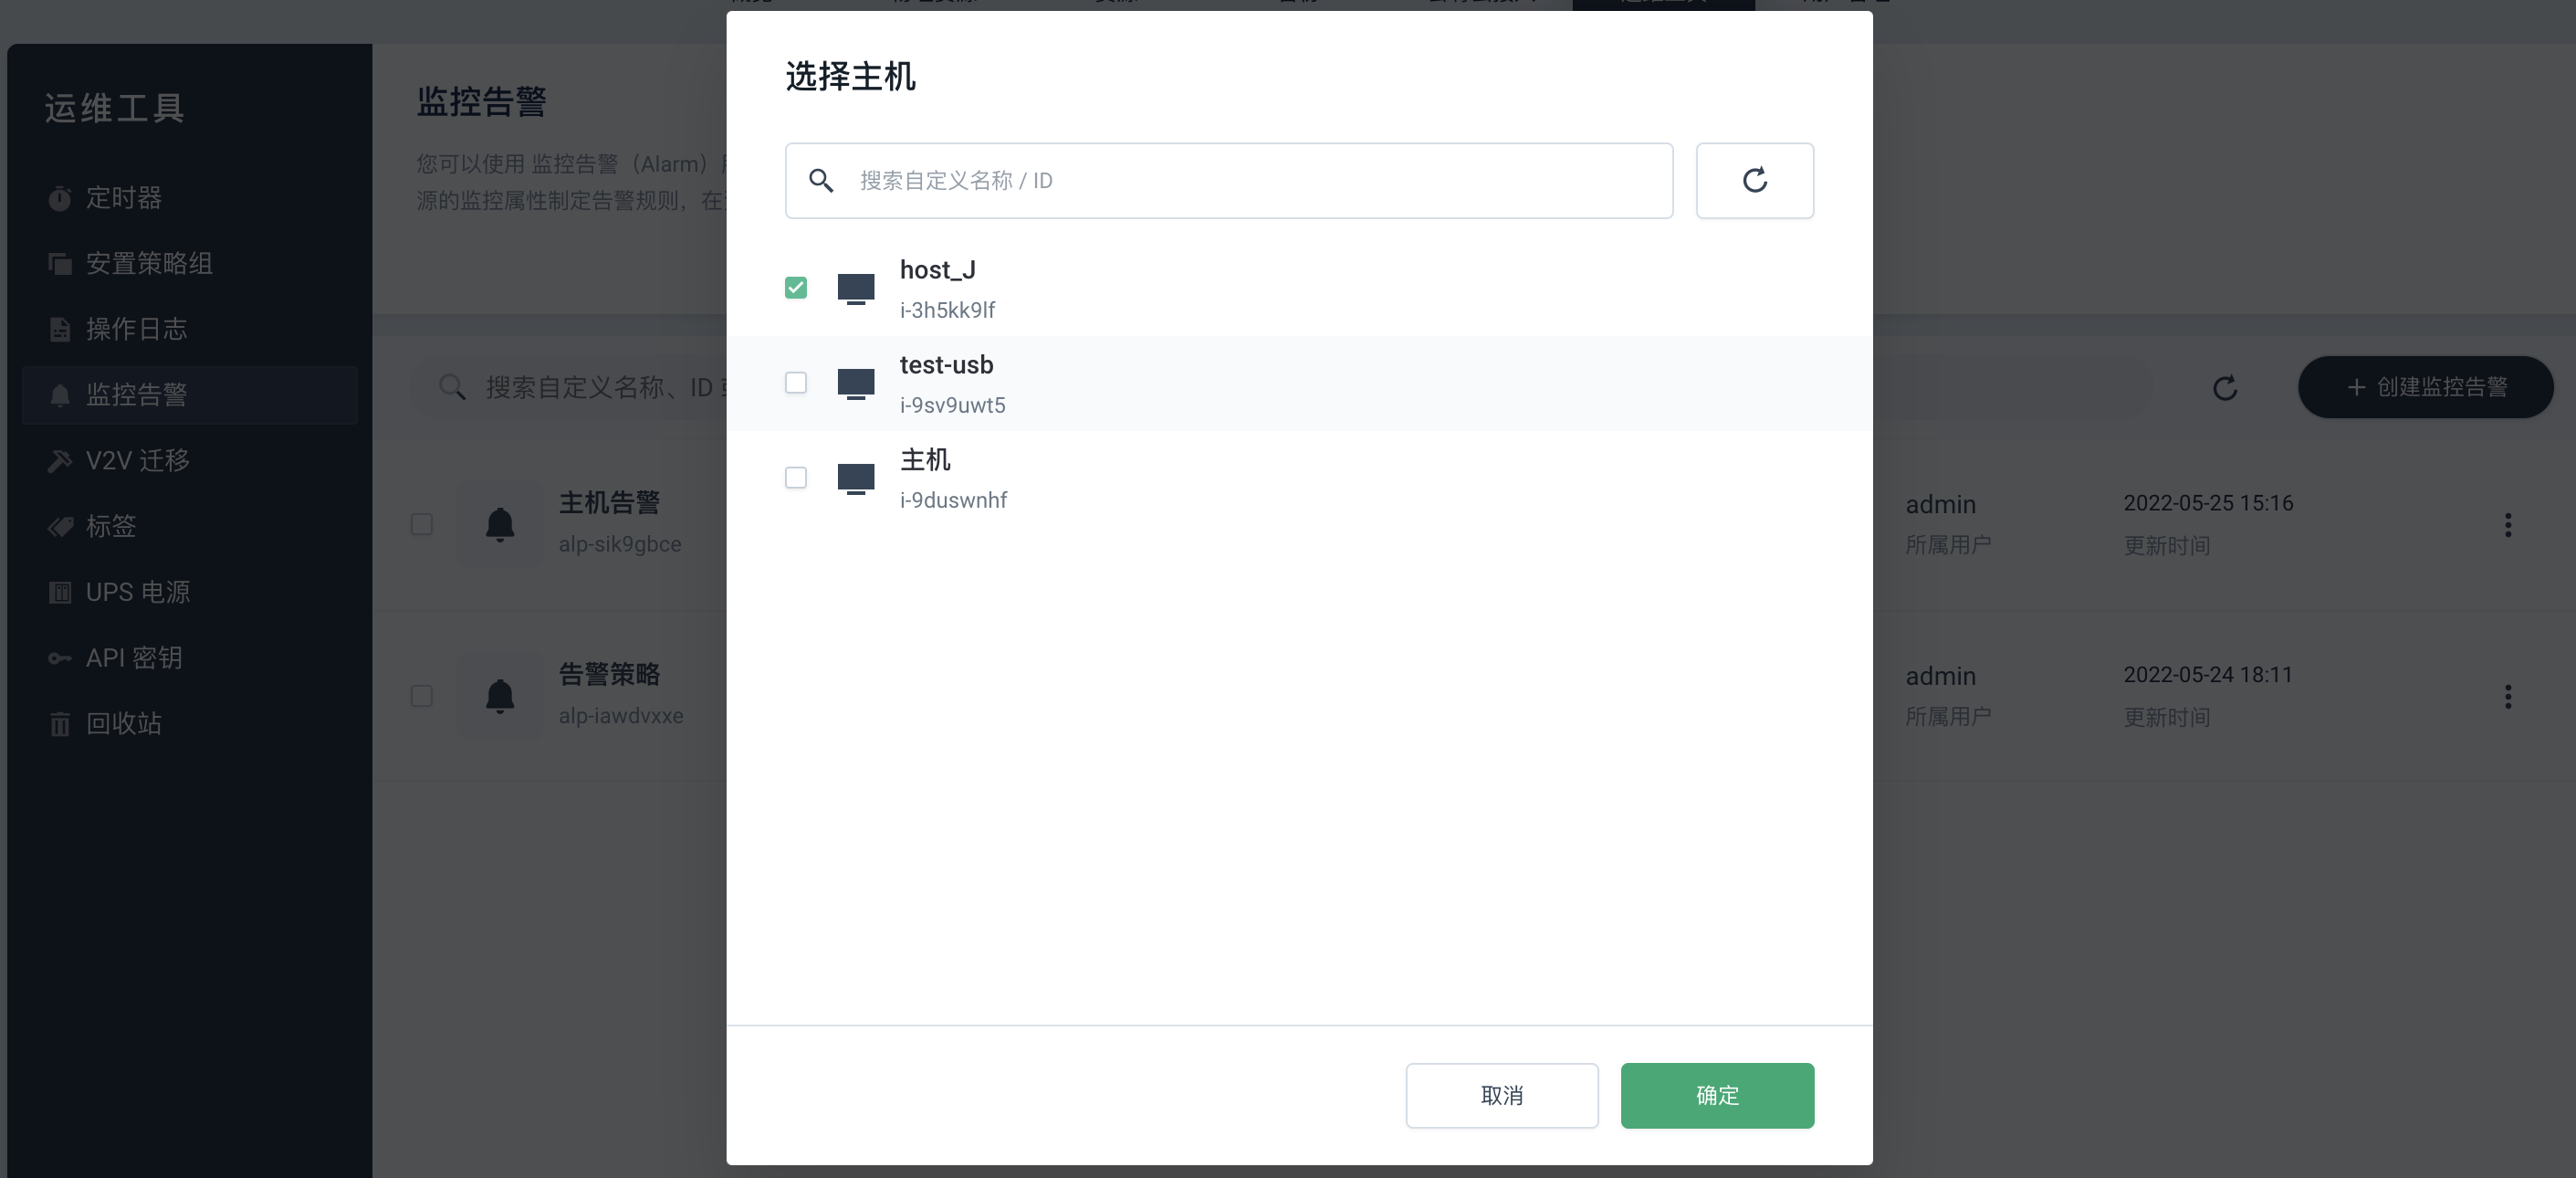 运维工具
定时器
安置策略组
操作日志
监控告警
V2V 迁移
标签
UPS 电源
API 密钥
回收站
监控告警
您可以使用 监控告警（Alarm）
源的监控属性制定告警规则，在
搜索自定义名称、ID
创建监控告警
主机告警
alp-sik9gbce
admin
所属用户
2022-05-25 15:16
更新时间
告警策略
alp-iawdvxxe
admin
所属用户
2022-05-24 18:11
更新时间
选择主机
搜索自定义名称 / ID
host_J
i-3h5kk9lf
test-usb
i-9sv9uwt5
主机
i-9duswnhf
取消
确定